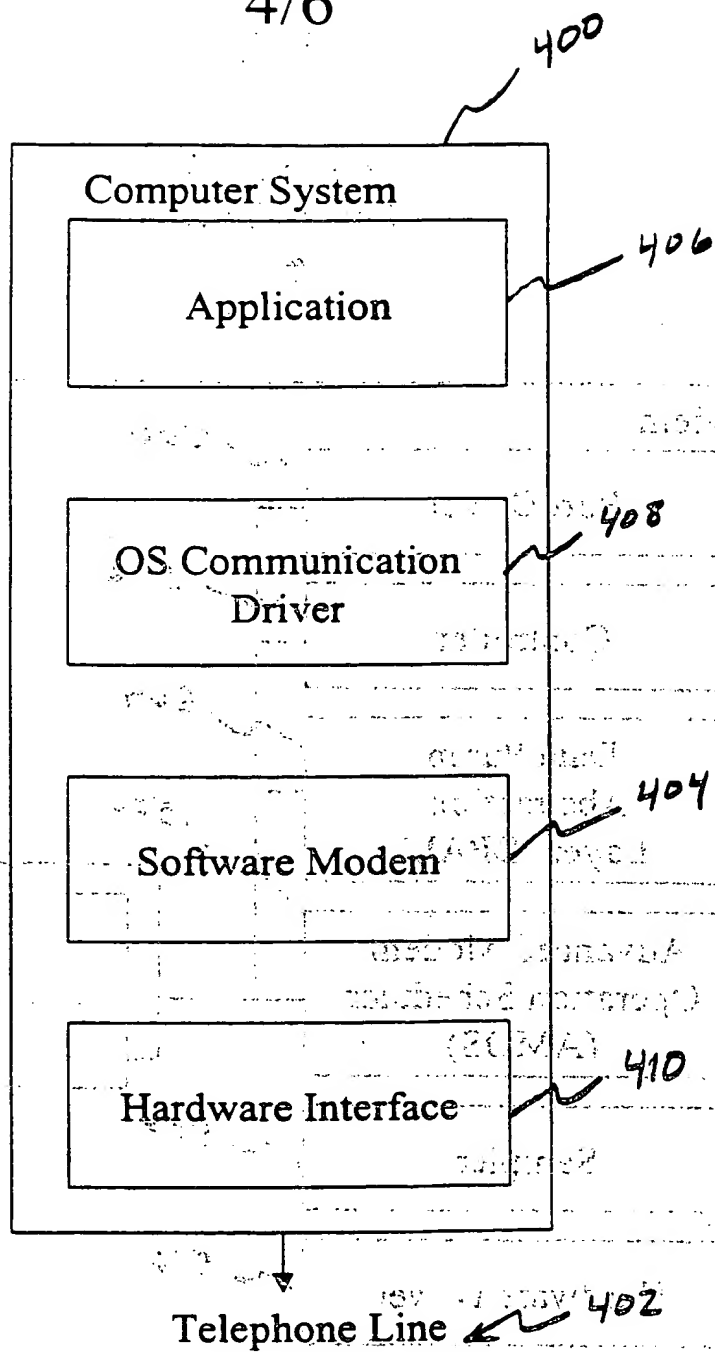 4/6
400
Computer System
Application
406
OS Communication
Driver
408
Software Modem
404
Hardware Interface
410
Telephone Line
402